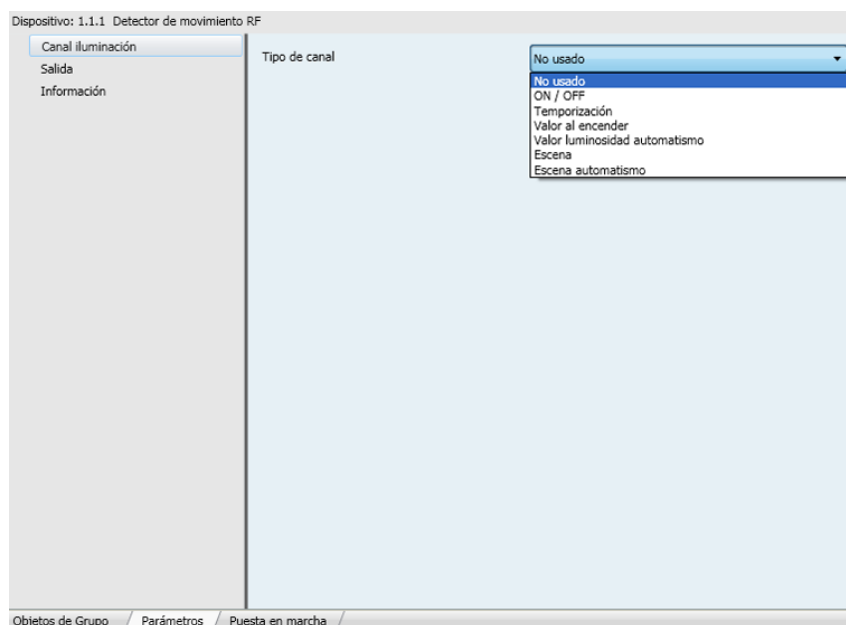 Dispositivo: 1.1.1 Detector de movimiento RF
Canal iluminación
Salida
Información
Tipo de canal
No usado
No usado
ON / OFF
Temporización
Valor al encender
Valor luminosidad automatismo
Escena
Escena automatismo
Objetos de Grupo
Parámetros
Puesta en marcha